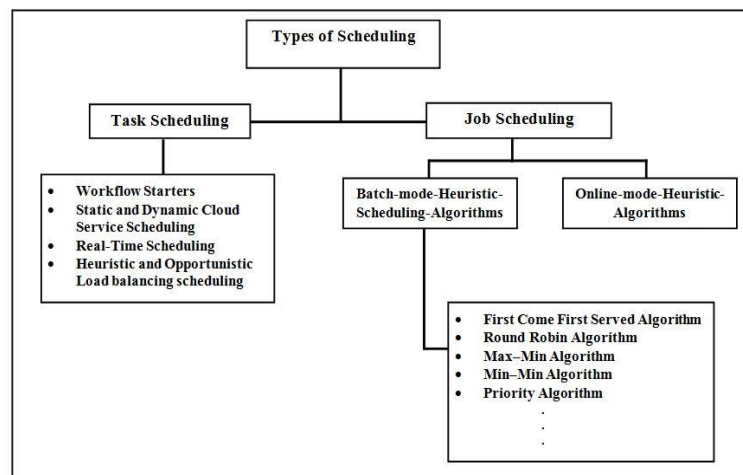 Types of Scheduling
Task Scheduling
Job Scheduling
• Workflow Starters
• Static and Dynamic Cloud
Service Scheduling
• Real-Time Scheduling
• Heuristic and Opportunistic
Load balancing scheduling
Batch-mode-Heuristic-
Scheduling-Algorithms
Online-mode-Heuristic-
Algorithms
• First Come First Served Algorithm
• Round Robin Algorithm
• Max–Min Algorithm
• Min–Min Algorithm
• Priority Algorithm
.
.
.